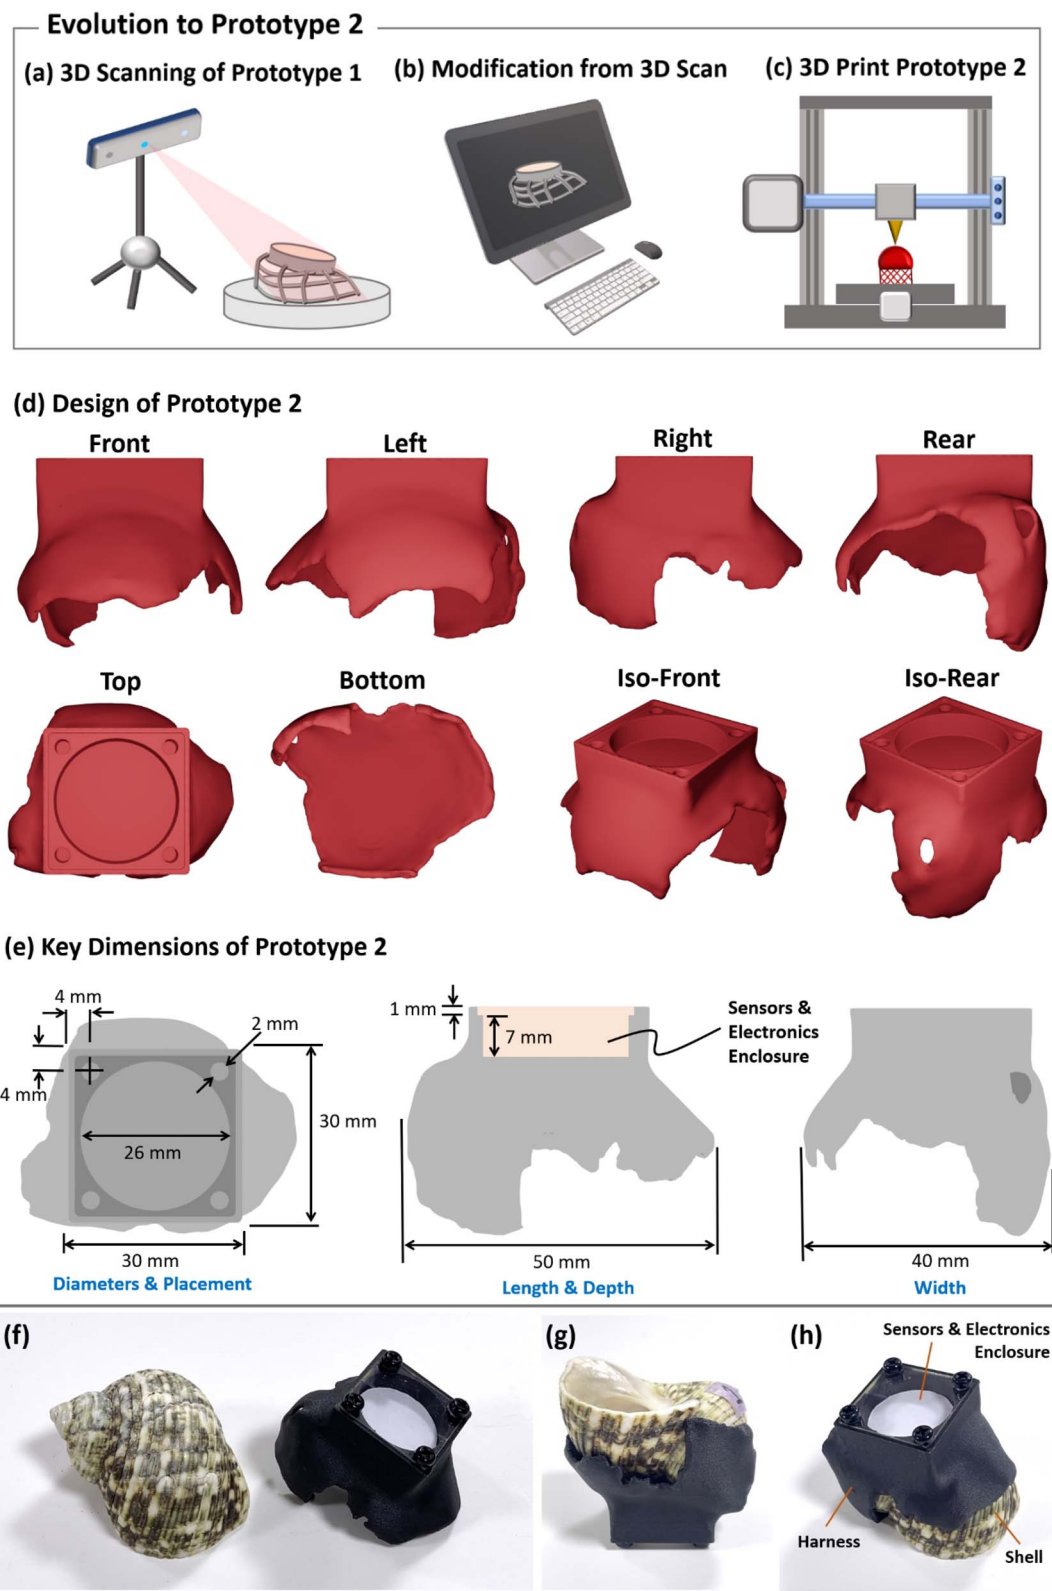 Evolution to Prototype 2
(a) 3D Scanning of Prototype 1
(b) Modification from 3D Scan
(c) 3D Print Prototype 2
(d) Design of Prototype 2
Front
Left
Right
Rear
Top
Bottom
Iso-Front
Iso-Rear
(e) Key Dimensions of Prototype 2
4 mm
2 mm
4 mm
26 mm
30 mm
30 mm
Diameters & Placement
1 mm
7 mm
Sensors &
Electronics
Enclosure
50 mm
Length & Depth
40 mm
Width
(f)
(g)
(h)
Sensors & Electronics
Enclosure
Harness
Shell